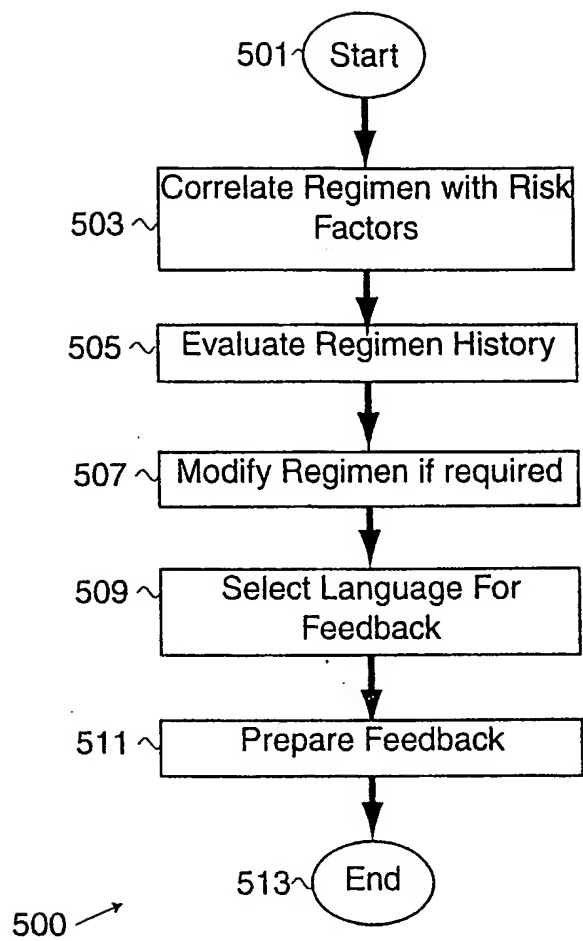 501 Start
Correlate Regimen with Risk
503 Factors
505 Evaluate Regimen History
507 Modify Regimen if required
509 Select Language For
Feedback
511 Prepare Feedback
513 End
500